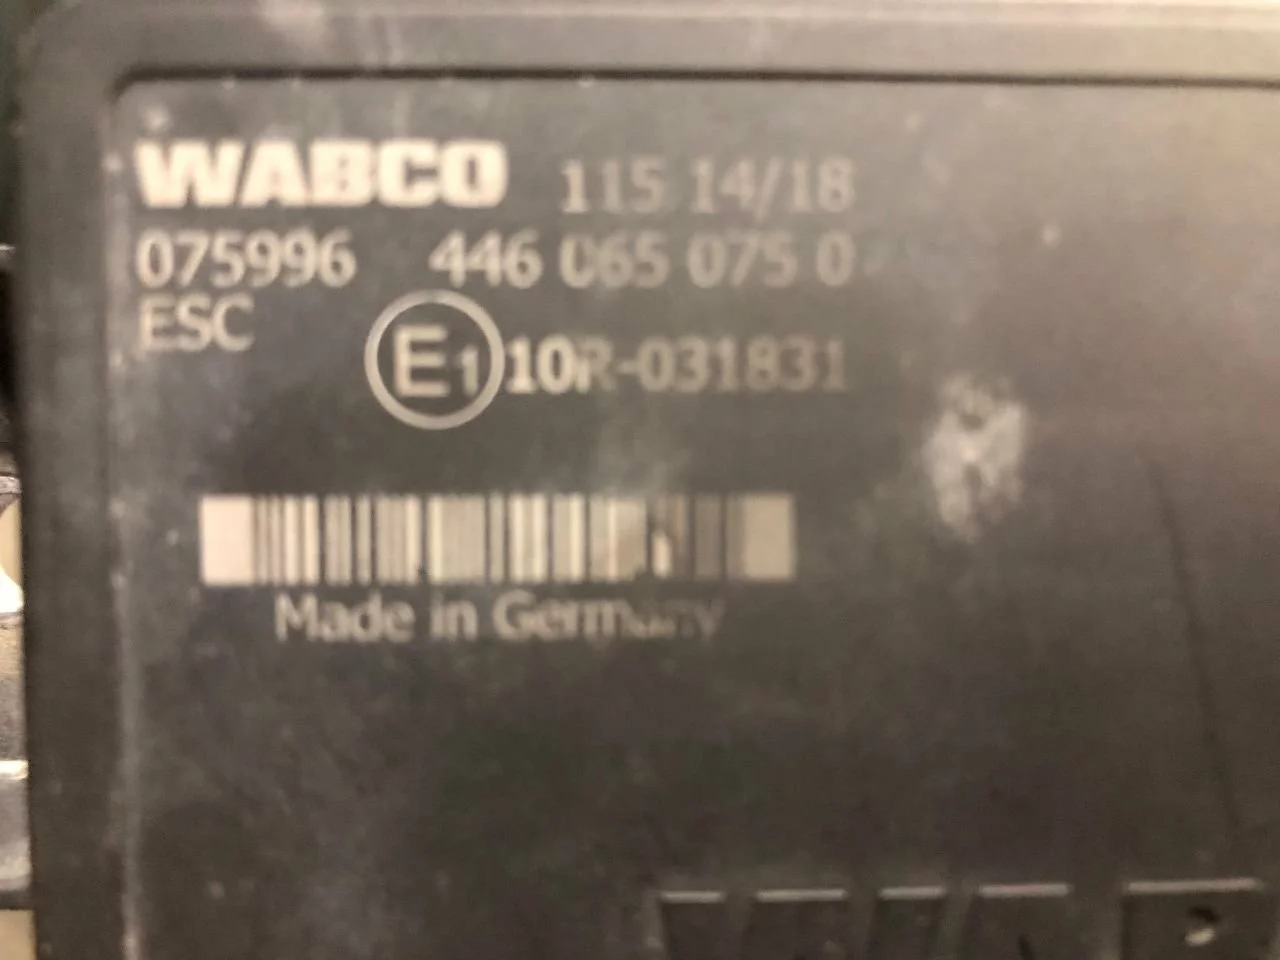 WABCO 115 14/18
075996 446 065 075 0
ESC
E1 10R-031831
Made in Germany